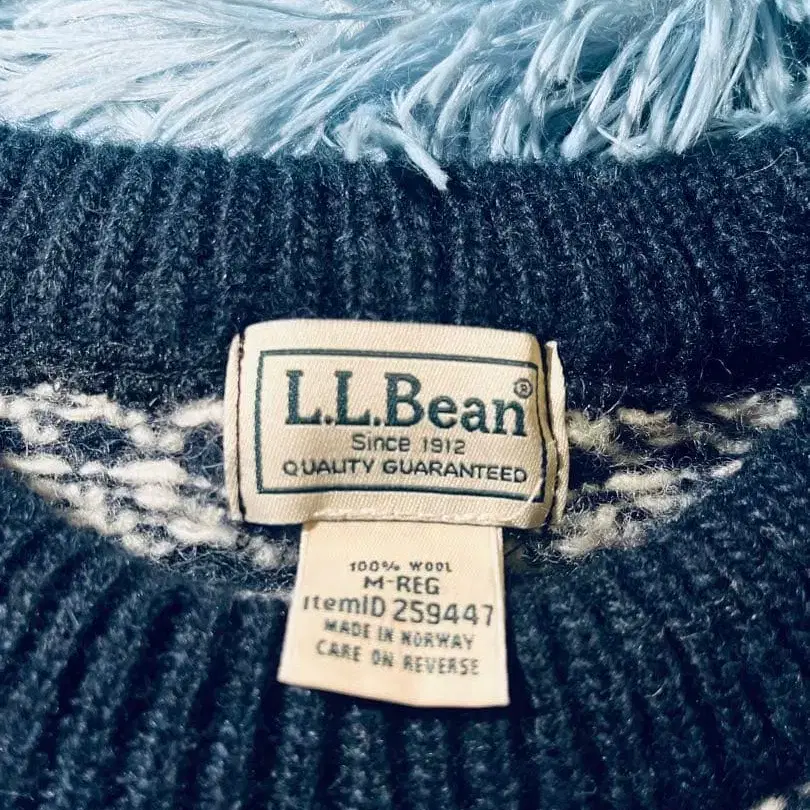 L.L.Bean®
Since 1912
QUALITY GUARANTEED
100% WOOL
M-REG
ItemID 259447
MADE IN NORWAY
CARE ON REVERSE